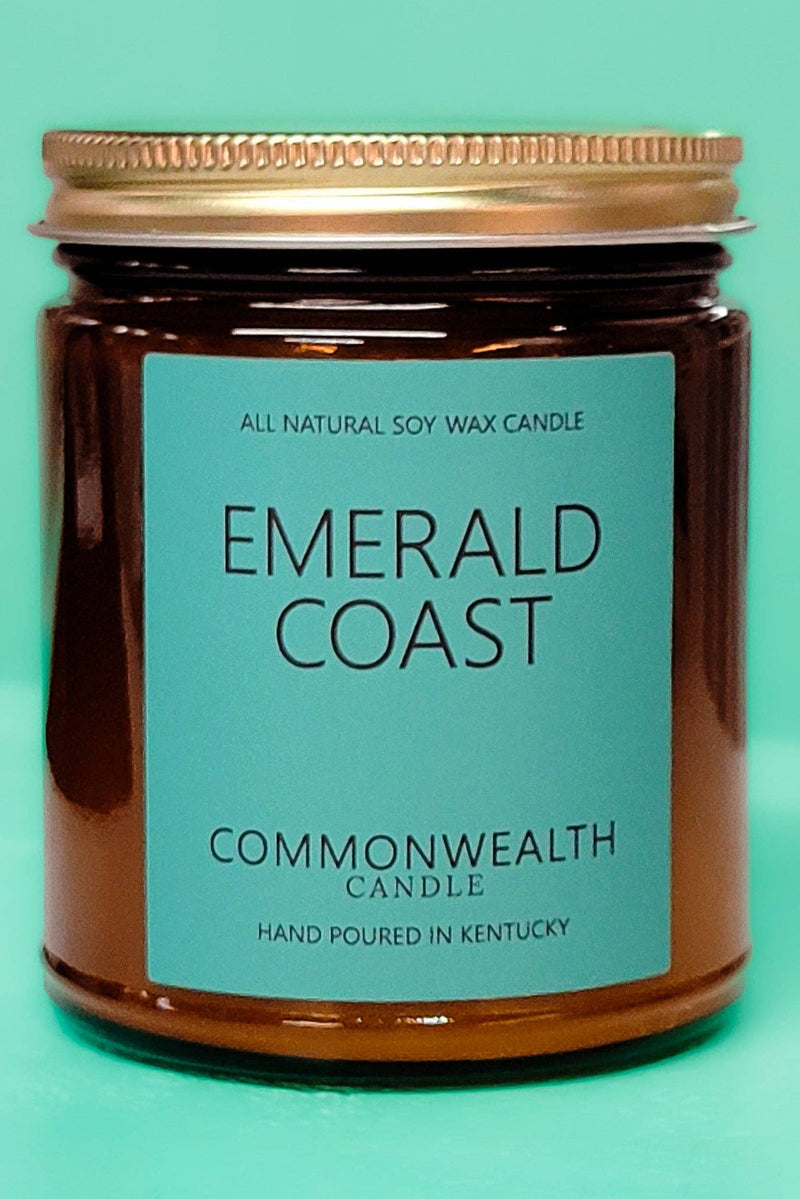 ALL NATURAL SOY WAX CANDLE
EMERALD
COAST
COMMONWEALTH
CANDLE
HAND POURED IN KENTUCKY